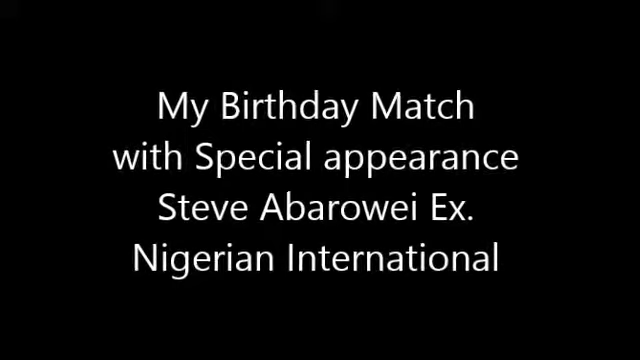 My Birthday Match
with Special appearance
Steve Abarowei Ex.
Nigerian International